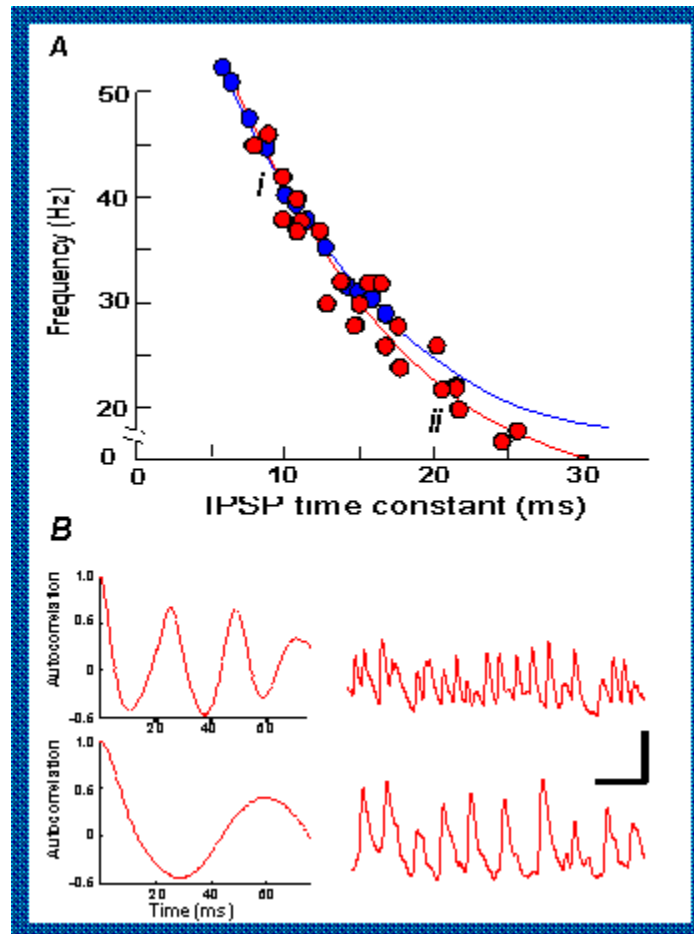 A
50
40
30
20
0
Frequency (Hz)
i
ii
0 10 20 30
IPSP time constant (ms)
B
1.0
0.6
0
-0.6
Autocorrelation
20 40 60
1.0
0.6
0
-0.6
Autocorrelation
20 40 60
Time (ms)